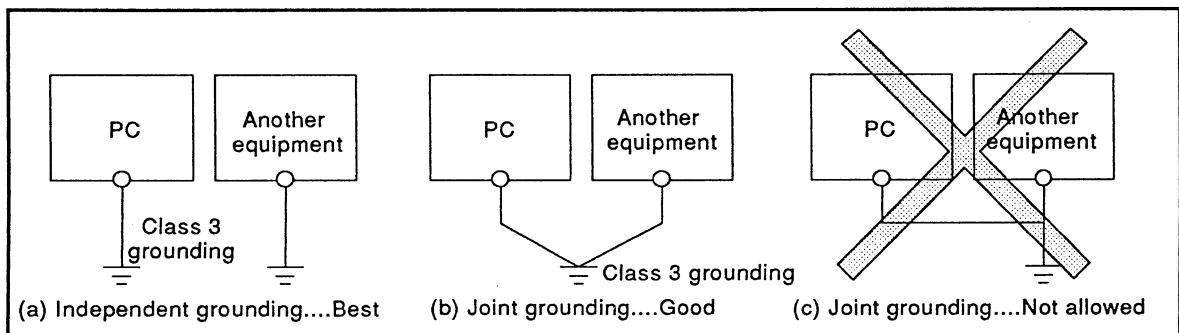 PC
Another
equipment
Class 3
grounding
(a) Independent grounding....Best
PC
Another
equipment
Class 3 grounding
(b) Joint grounding....Good
PC
Another
equipment
(c) Joint grounding....Not allowed